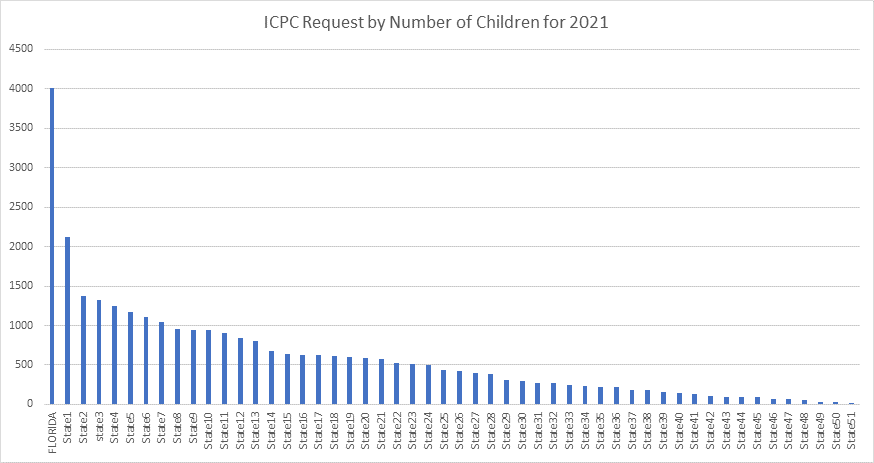 ICPC Request by Number of Children for 2021
4500
4000
3500
3000
2500
2000
1500
1000
500
0
FLORIDA
State1
State2
state3
State4
State5
State6
State7
State8
State9
State10
State11
State12
State13
State14
State15
State16
State17
State18
State19
State20
State21
State22
State23
State24
State25
State26
State27
State28
State29
State30
State31
State32
State33
State34
State35
State36
State37
State38
State39
State40
State41
State42
State43
State44
State45
State46
State47
State48
State49
State50
State51